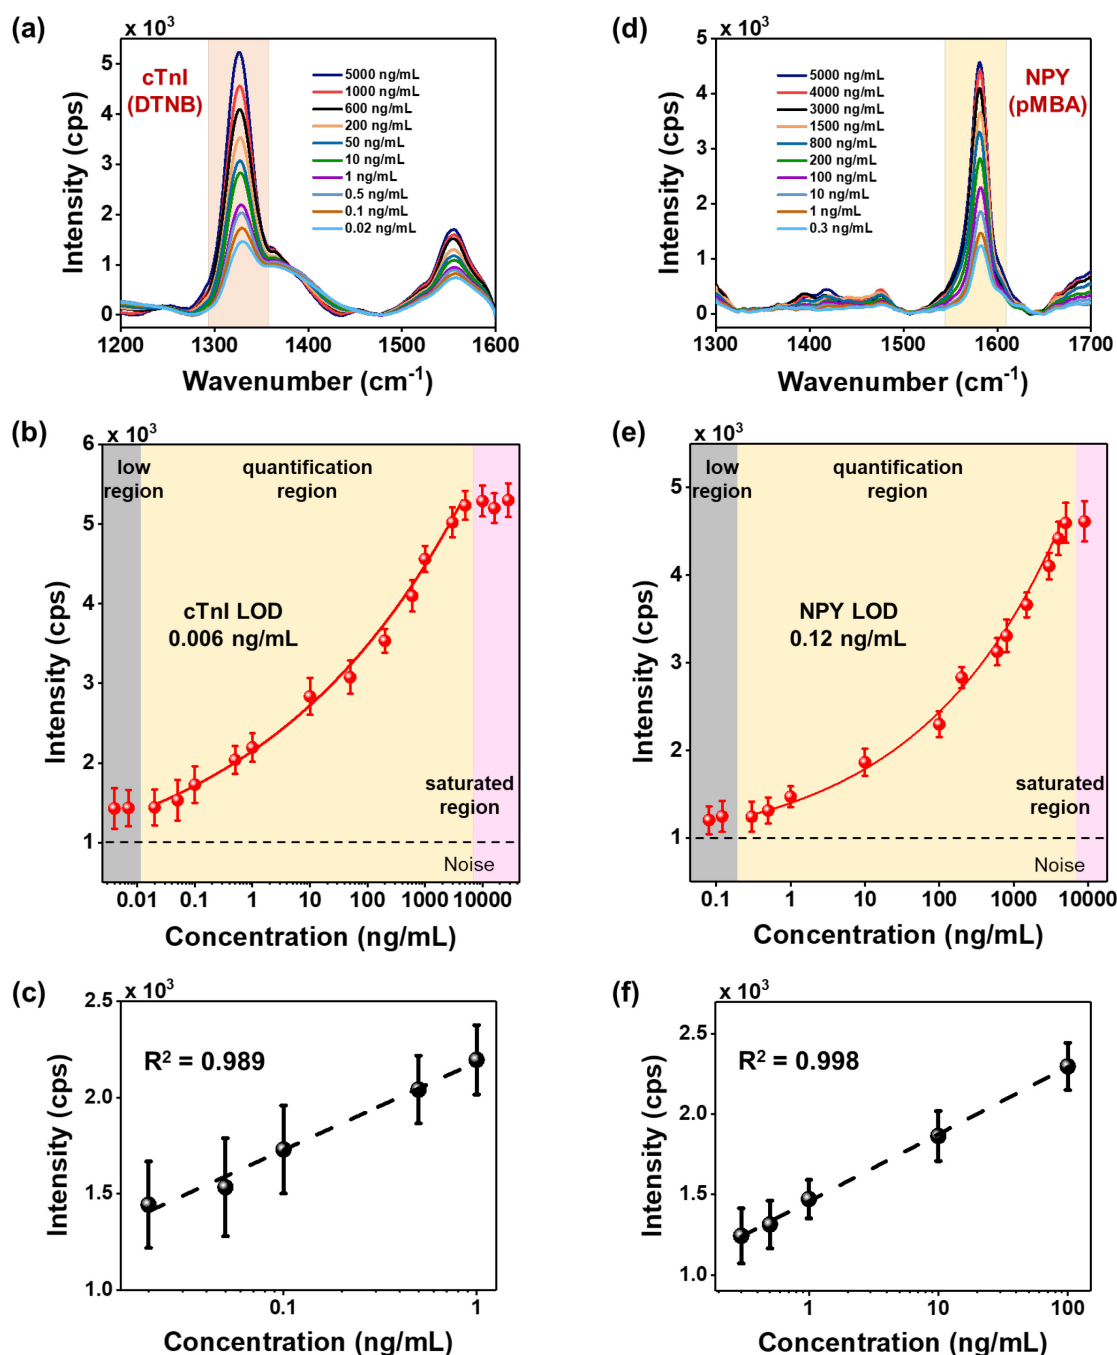 (a)
x 10³
cTnI
(DTNB)
5000 ng/mL
1000 ng/mL
600 ng/mL
200 ng/mL
50 ng/mL
10 ng/mL
1 ng/mL
0.5 ng/mL
0.1 ng/mL
0.02 ng/mL
5
4
3
2
1
0
Intensity (cps)
1200 1300 1400 1500 1600
Wavenumber (cm⁻¹)
(d)
x 10³
NPY
(pMBA)
5000 ng/mL
4000 ng/mL
3000 ng/mL
1500 ng/mL
800 ng/mL
200 ng/mL
100 ng/mL
10 ng/mL
1 ng/mL
0.3 ng/mL
5
4
3
2
1
0
Intensity (cps)
1300 1400 1500 1600 1700
Wavenumber (cm⁻¹)
(b)
x 10³
low
region
quantification
region
cTnI LOD
0.006 ng/mL
saturated
region
Noise
6
5
4
3
2
1
Intensity (cps)
0.01 0.1 1 10 100 1000 10000
Concentration (ng/mL)
(e)
x 10³
low
region
quantification
region
NPY LOD
0.12 ng/mL
saturated
region
Noise
5
4
3
2
1
Intensity (cps)
0.1 1 10 100 1000 10000
Concentration (ng/mL)
(c)
x 10³
R² = 0.989
2.5
2.0
1.5
1.0
Intensity (cps)
0.1 1
Concentration (ng/mL)
(f)
x 10³
R² = 0.998
2.5
2.0
1.5
1.0
Intensity (cps)
1 10 100
Concentration (ng/mL)